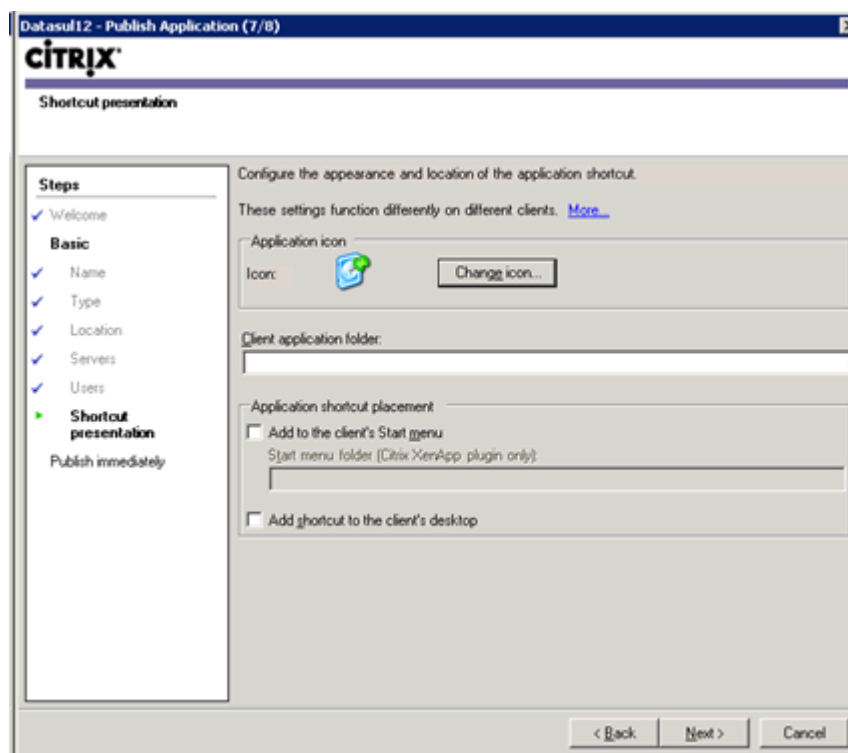 Datasul12 - Publish Application (7/8)
CİTRIX
Shortcut presentation
Steps
Welcome
Basic
Name
Type
Location
Servers
Users
Shortcut
presentation
Publish immediately
Configure the appearance and location of the application shortcut.
These settings function differently on different clients. More...
Application icon
Icon: Change icon...
Client application folder:
Application shortcut placement
Add to the client's Start menu
Start menu folder (Citrix XenApp plugin only):
Add shortcut to the client's desktop
< Back Next > Cancel